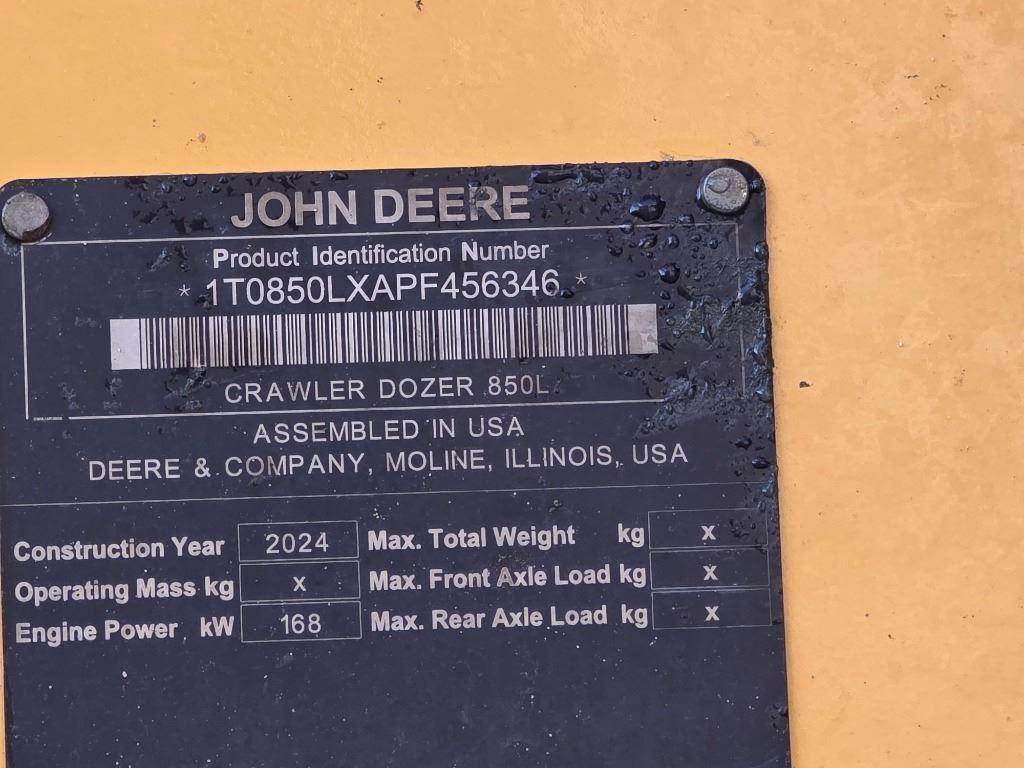 JOHN DEERE
Product Identification Number
* 1T0850LXAPF456346 *
CRAWLER DOZER 850L
ASSEMBLED IN USA
DEERE & COMPANY, MOLINE, ILLINOIS, USA
Construction Year 2024 Max. Total Weight kg x
Operating Mass kg x Max. Front Axle Load kg x
Engine Power kW 168 Max. Rear Axle Load kg x